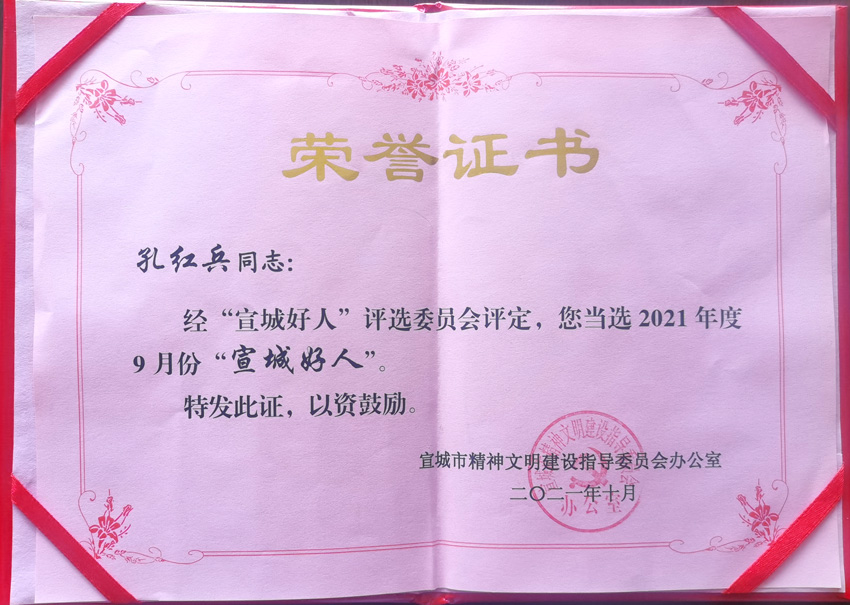 荣誉证书
孔红兵同志：
经“宣城好人”评选委员会评定，您当选2021年度
9月份“宣城好人”。
特发此证，以资鼓励。
宣城市精神文明建设指导委员会办公室
二〇二一年十月
办公室